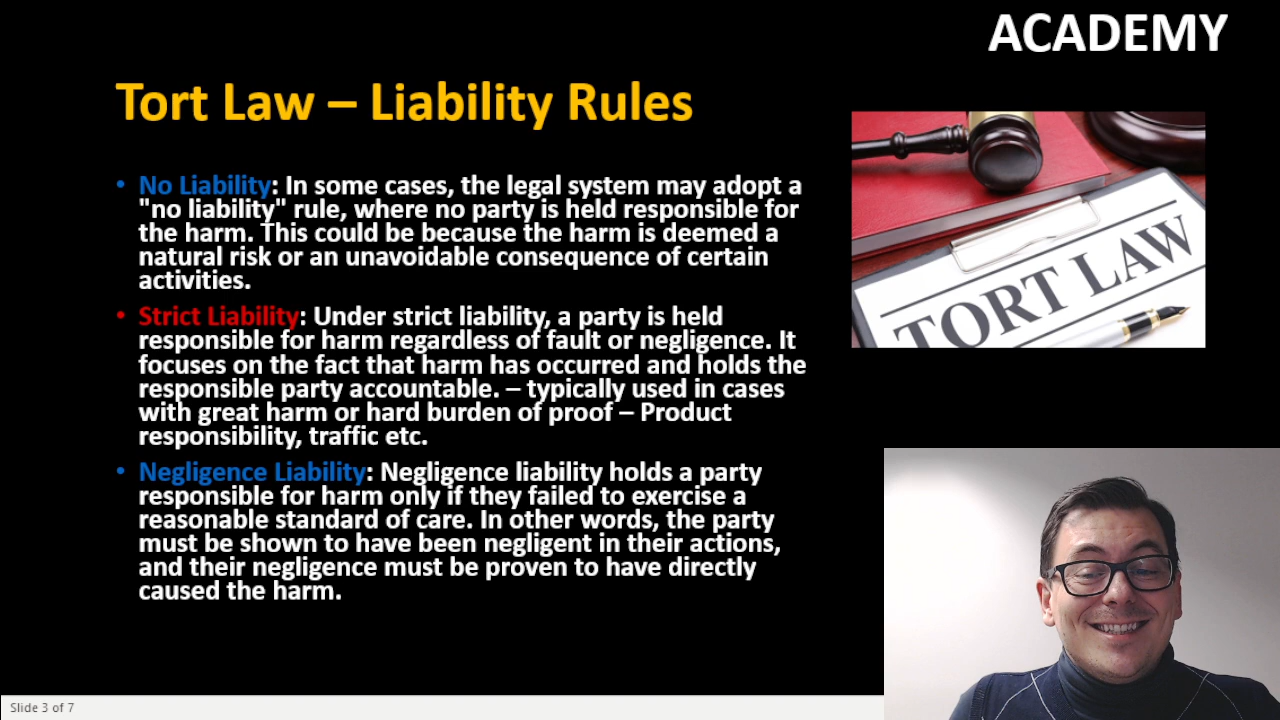 ACADEMY
Tort Law – Liability Rules
• No Liability: In some cases, the legal system may adopt a
"no liability" rule, where no party is held responsible for
the harm. This could be because the harm is deemed a
natural risk or an unavoidable consequence of certain
activities.
• Strict Liability: Under strict liability, a party is held
responsible for harm regardless of fault or negligence. It
focuses on the fact that harm has occurred and holds the
responsible party accountable. – typically used in cases
with great harm or hard burden of proof – Product
responsibility, traffic etc.
• Negligence Liability: Negligence liability holds a party
responsible for harm only if they failed to exercise a
reasonable standard of care. In other words, the party
must be shown to have been negligent in their actions,
and their negligence must be proven to have directly
caused the harm.
TORT LAW
Slide 3 of 7